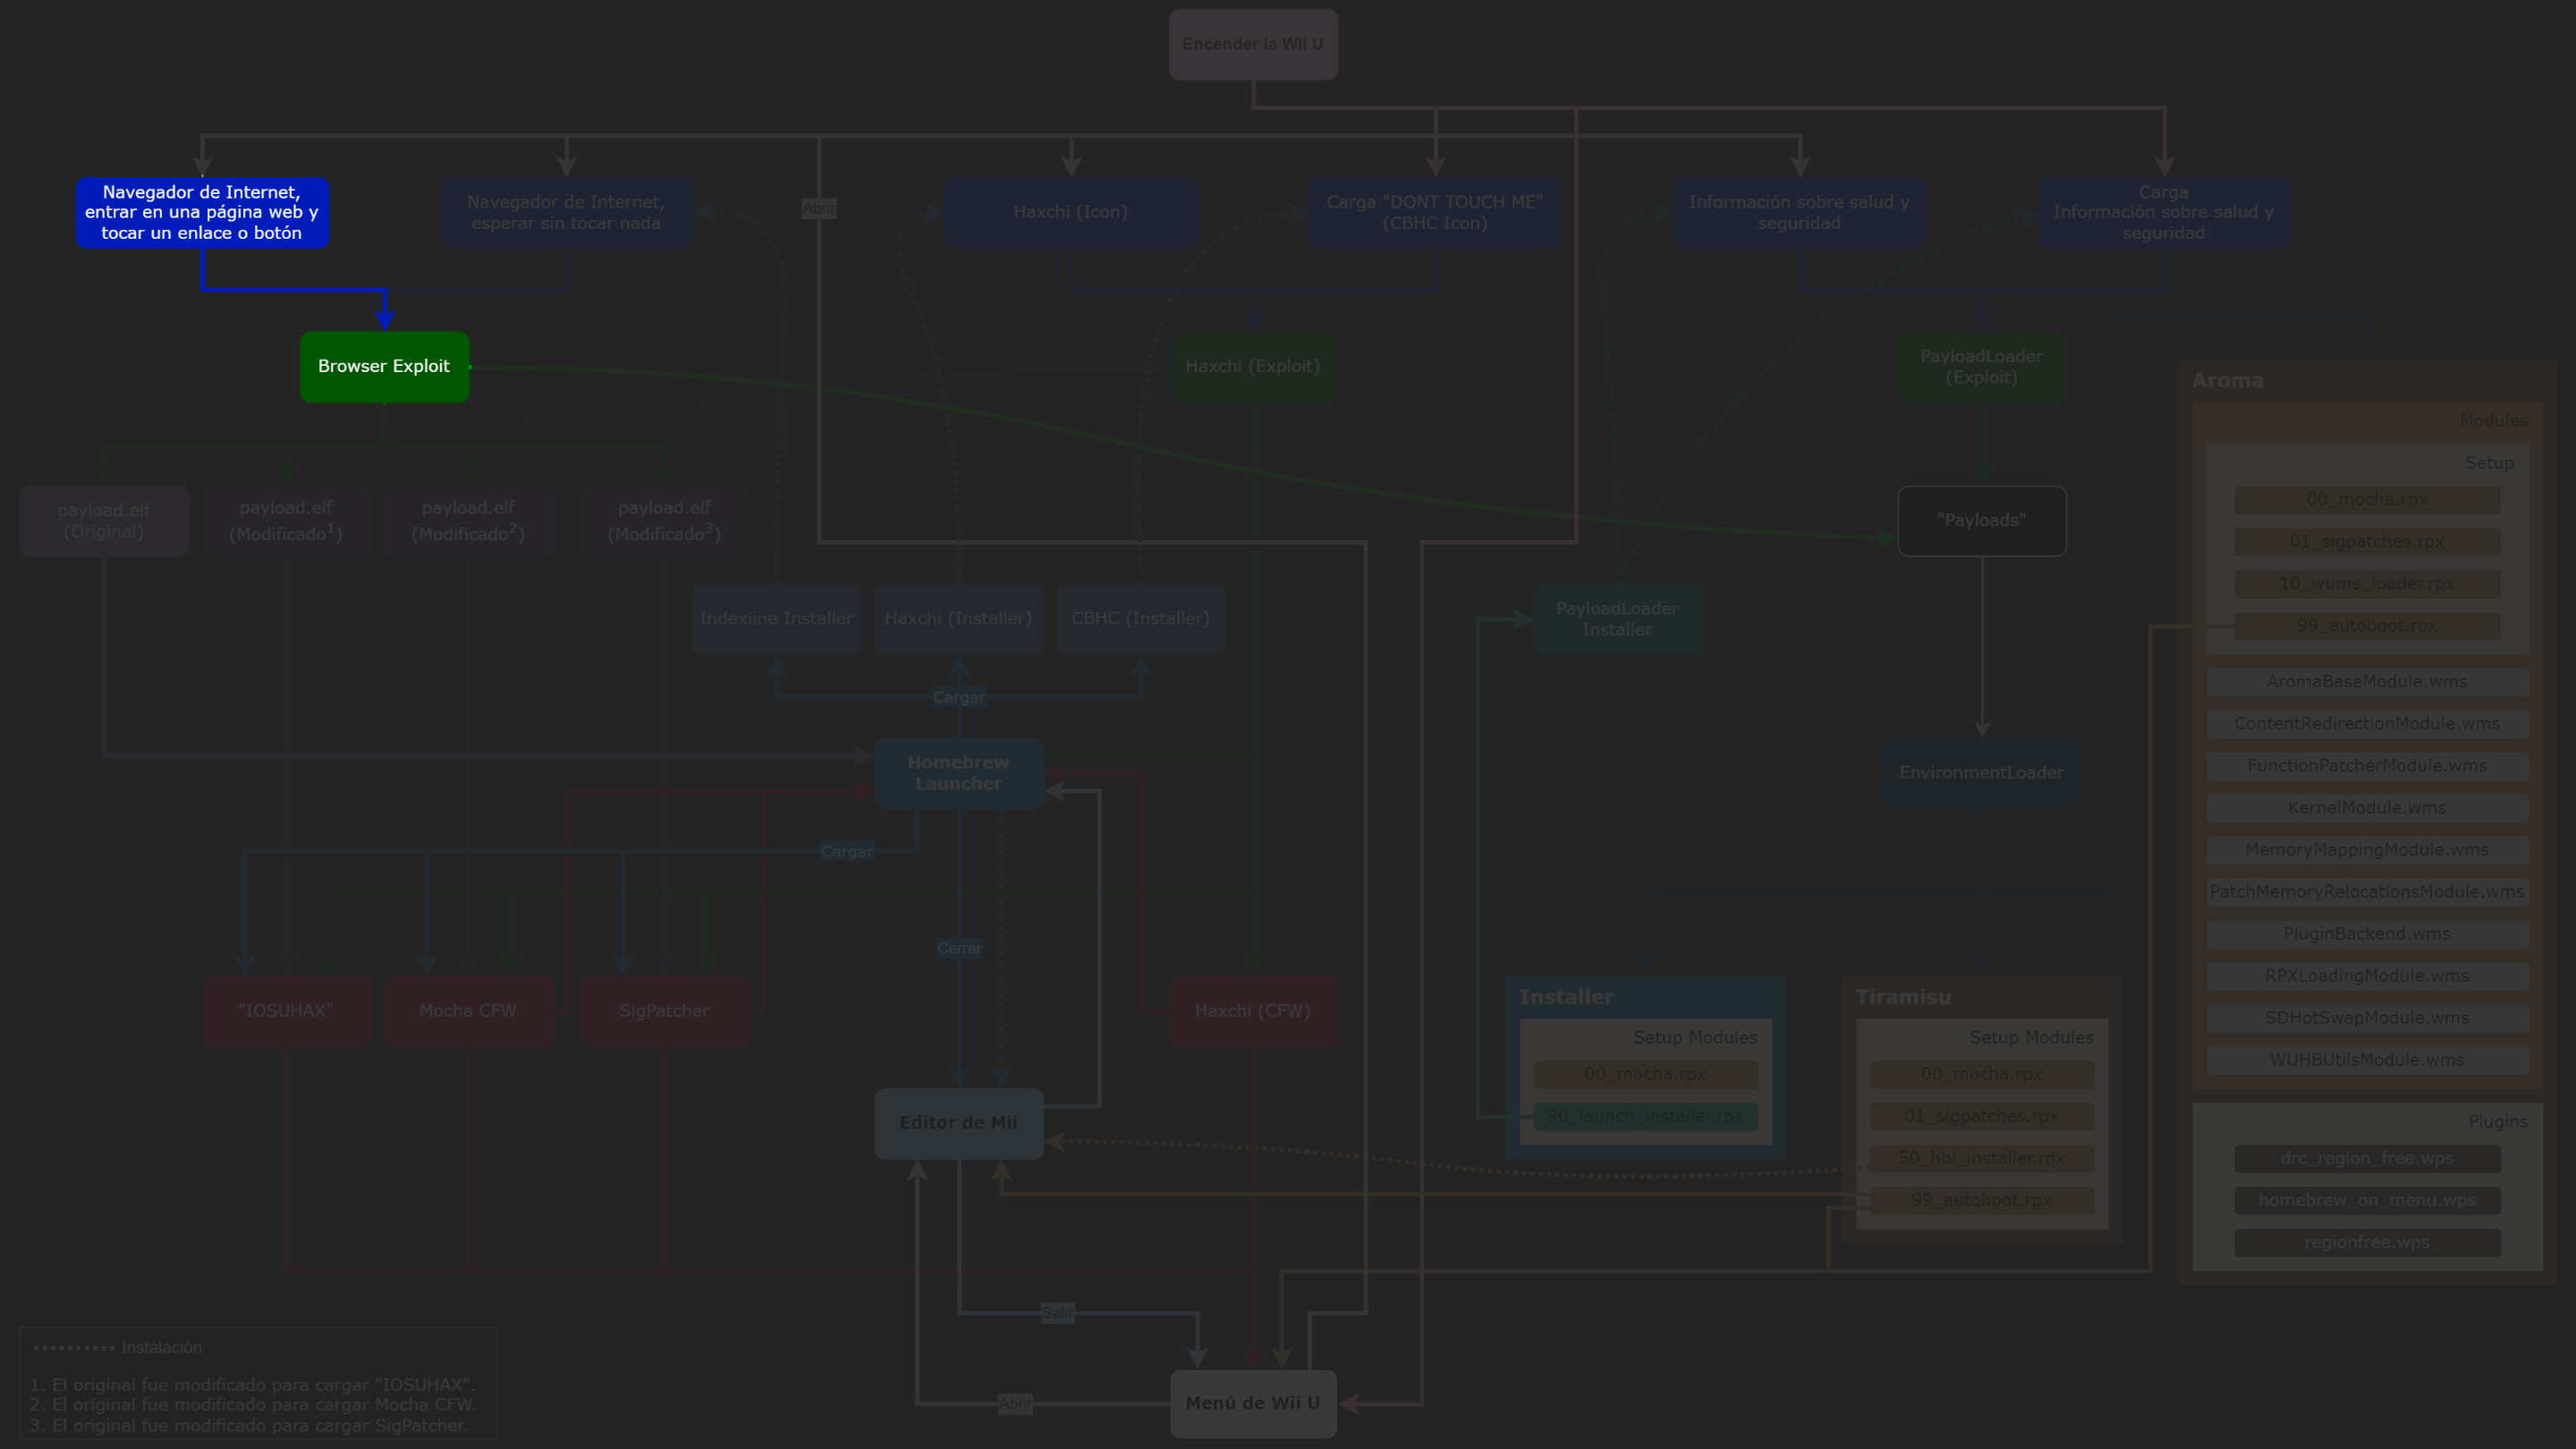 Encender la Wii U
Navegador de Internet,
entrar en una página web y
tocar un enlace o botón
Navegador de Internet,
esperar sin tocar nada
Abrir
Haxchi (Icon)
Carga "DONT TOUCH ME"
(CBHC Icon)
Información sobre salud y
seguridad
Carga
Información sobre salud y
seguridad
Browser Exploit
Haxchi (Exploit)
PayloadLoader
(Exploit)
payload.elf
(Original)
payload.elf
(Modificado1)
payload.elf
(Modificado2)
payload.elf
(Modificado3)
"Payloads"
Indexiine Installer
Haxchi (Installer)
CBHC (Installer)
PayloadLoader
Installer
Cargar
Homebrew
Launcher
EnvironmentLoader
Cargar
Cerrar
"IOSUHAX"
Mocha CFW
SigPatcher
Haxchi (CFW)
Installer
Setup Modules
00_mocha.rpx
90_launch_installer.rpx
Tiramisu
Setup Modules
00_mocha.rpx
01_sigpatches.rpx
50_hbl_installer.rpx
99_autoboot.rpx
Aroma
Modules
Setup
00_mocha.rpx
01_sigpatches.rpx
10_wums_loader.rpx
99_autoboot.rpx
AromaBaseModule.wms
ContentRedirectionModule.wms
FunctionPatcherModule.wms
KernelModule.wms
MemoryMappingModule.wms
PatchMemoryRelocationsModule.wms
PluginBackend.wms
RPXLoadingModule.wms
SDHotSwapModule.wms
WUHBUtilsModule.wms
Plugins
drc_region_free.wps
homebrew_on_menu.wps
regionfree.wps
Editor de Mii
Salir
Abrir
Menú de Wii U
Instalación
1. El original fue modificado para cargar "IOSUHAX".
2. El original fue modificado para cargar Mocha CFW.
3. El original fue modificado para cargar SigPatcher.